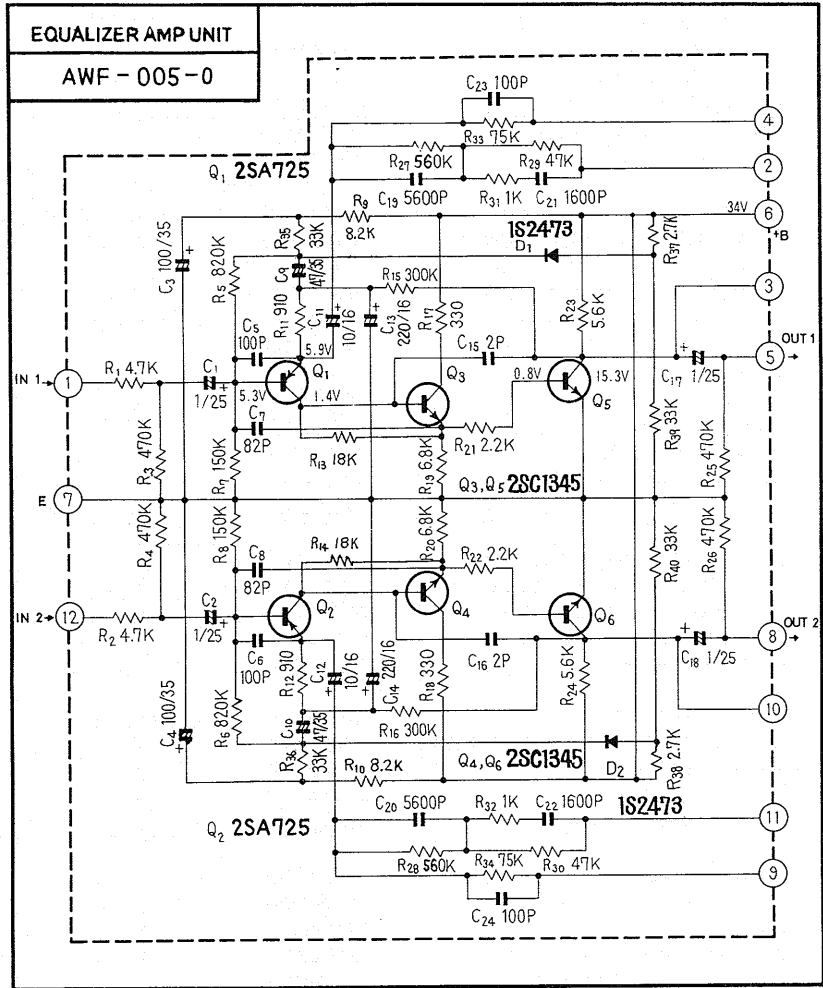 EQUALIZER AMP UNIT
AWF-005-0
C23 100P
4
R33 75K
Q1 2SA725
R27 560K
R29 47K
2
C19 5600P
R31 1K
C21 1600P
R9
8.2K
34V
6
+B
1S2473
R35 33K
D1
R37 2.7K
C3 100/35
R5 820K
C9 47/35
R15 300K
3
R11 910
C11 10/16
C13 220/16
R17 330
R23 5.6K
C5 100P
C15 2P
OUT 1
5.9V
5
IN 1
1
R1 4.7K
C1
1/25
Q1
Q3
0.8V
15.3V
C17
1/25
5.3V
1.4V
Q5
C7
82P
R21 2.2K
R3 470K
R7 150K
R13 18K
R19 6.8K
R39 33K
R25 470K
E
7
Q3, Q5 2SC1345
R4 470K
R8 150K
R14 18K
R20 6.8K
R22 2.2K
R40 33K
R26 470K
C8
82P
IN 2
12
R2 4.7K
C2
1/25
Q2
Q4
Q6
OUT 2
8
C6
100P
C16 2P
C18 1/25
R12 910
C12 10/16
C14 220/16
R18 330
R24 5.6K
C4 100/35
R6 820K
C10 47/35
R16 300K
10
R36 33K
R10 8.2K
Q4, Q6 2SC1345
D2
R38 2.7K
C20 5600P
R32 1K
C22 1600P
1S2473
11
Q2 2SA725
R28 560K
R34 75K
R30 47K
9
C24 100P